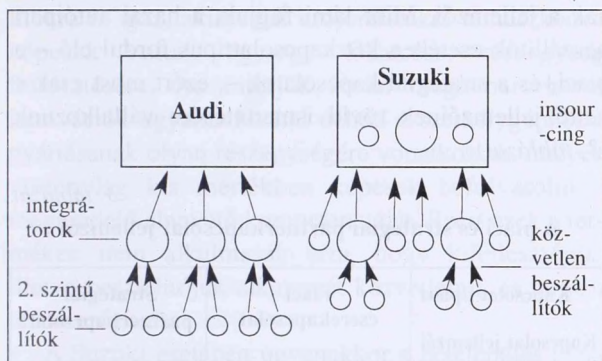 Audi
Suzuki
insour
-cing
integrá-
torok
köz-
vetlen
beszál-
lítók
2. szintű
beszál-
lítók